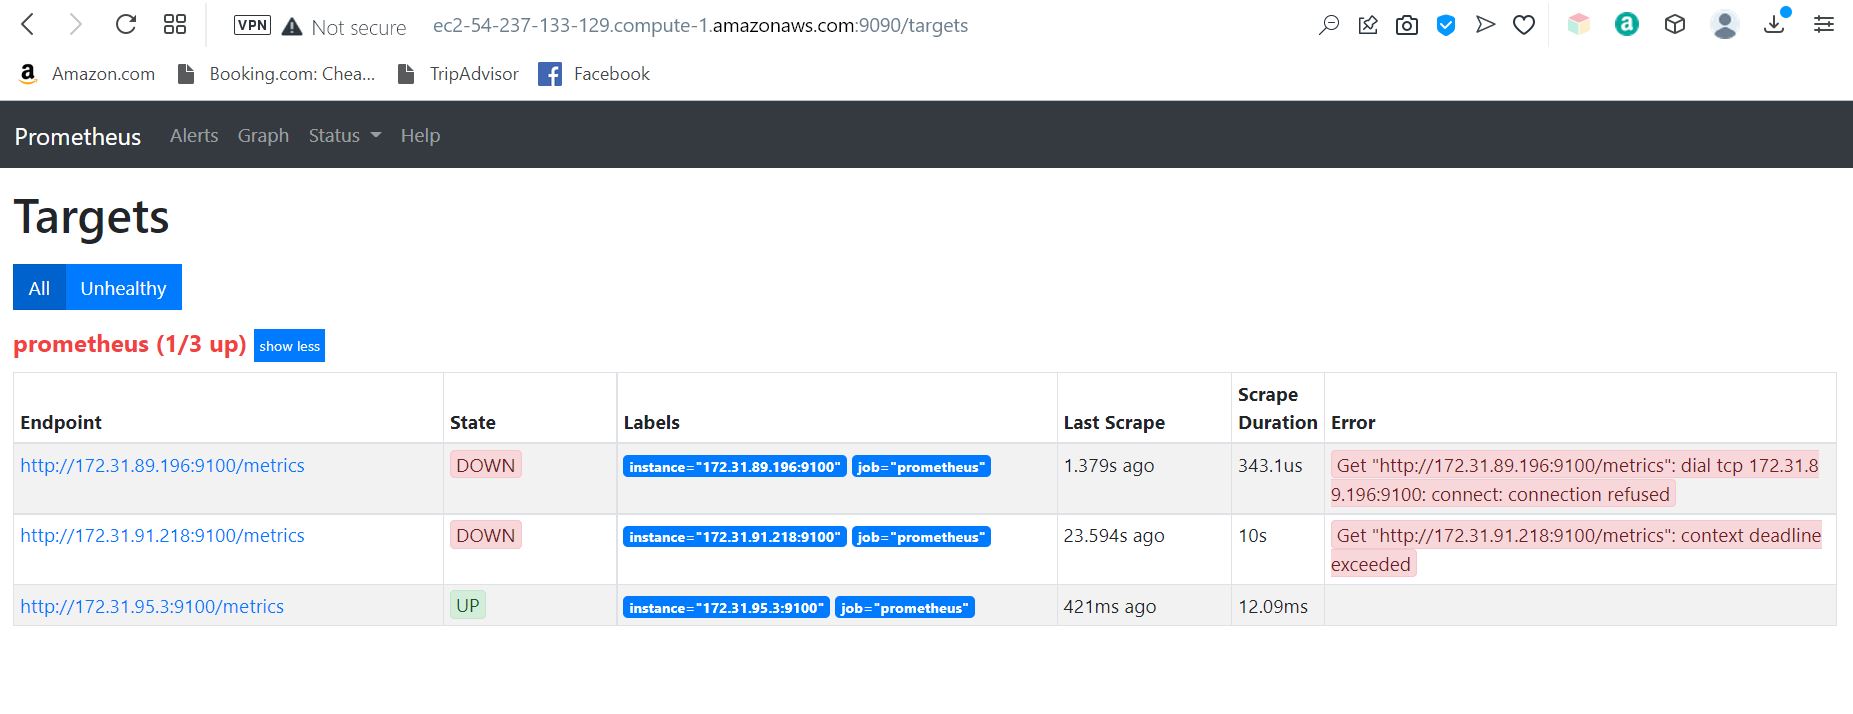 VPN Not secure ec2-54-237-133-129.compute-1.amazonaws.com:9090/targets
Amazon.com Booking.com: Chea... TripAdvisor Facebook
Prometheus Alerts Graph Status Help
Targets
All Unhealthy
prometheus (1/3 up) show less
Scrape
Endpoint State Labels Last Scrape Duration Error
http://172.31.89.196:9100/metrics DOWN instance="172.31.89.196:9100" job="prometheus" 1.379s ago 343.1us Get "http://172.31.89.196:9100/metrics": dial tcp 172.31.8
9.196:9100: connect: connection refused
http://172.31.91.218:9100/metrics DOWN instance="172.31.91.218:9100" job="prometheus" 23.594s ago 10s Get "http://172.31.91.218:9100/metrics": context deadline
exceeded
http://172.31.95.3:9100/metrics UP instance="172.31.95.3:9100" job="prometheus" 421ms ago 12.09ms